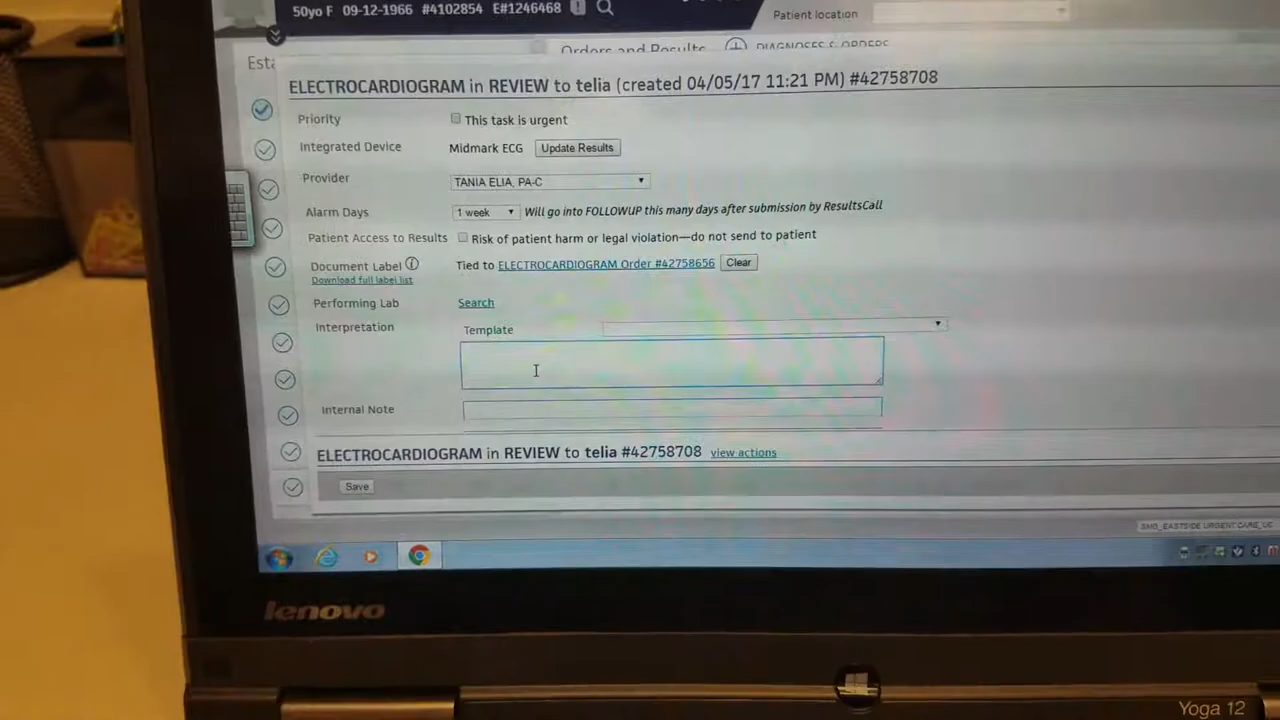 50yo F 09-12-1966 #4102854 E#1246468
Patient location
Orders and Results DIAGNOSES & ORDERS
Esta
ELECTROCARDIOGRAM in REVIEW to telia (created 04/05/17 11:21 PM) #42758708
Priority This task is urgent
Integrated Device Midmark ECG Update Results
Provider TANIA ELIA, PA-C
Alarm Days 1 week Will go into FOLLOWUP this many days after submission by ResultsCall
Patient Access to Results Risk of patient harm or legal violation—do not send to patient
Document Label Tied to ELECTROCARDIOGRAM Order #42758656 Clear
Download full label list
Performing Lab Search
Interpretation Template
Internal Note
ELECTROCARDIOGRAM in REVIEW to telia #42758708 view actions
Save
SMG_EASTSIDE URGENT CARE_UC
lenovo
Yoga 12